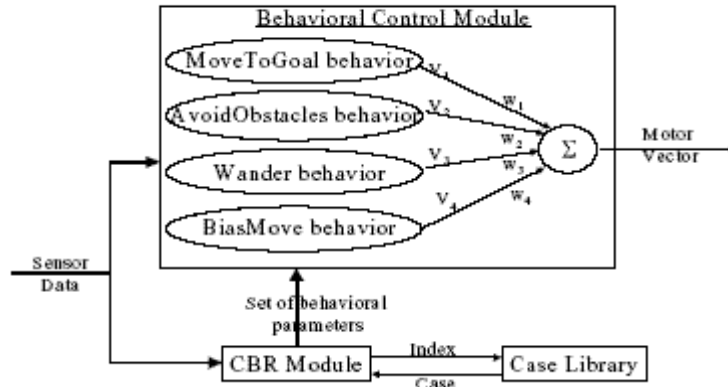 Behavioral Control Module
MoveToGoal behavior
V1
W1
AvoidObstacles behavior
V2
W2
Wander behavior
V3
W3
BiasMove behavior
V4
W4
Σ
Motor
Vector
Sensor
Data
Set of behavioral
parameters
CBR Module
Index
Case
Case Library